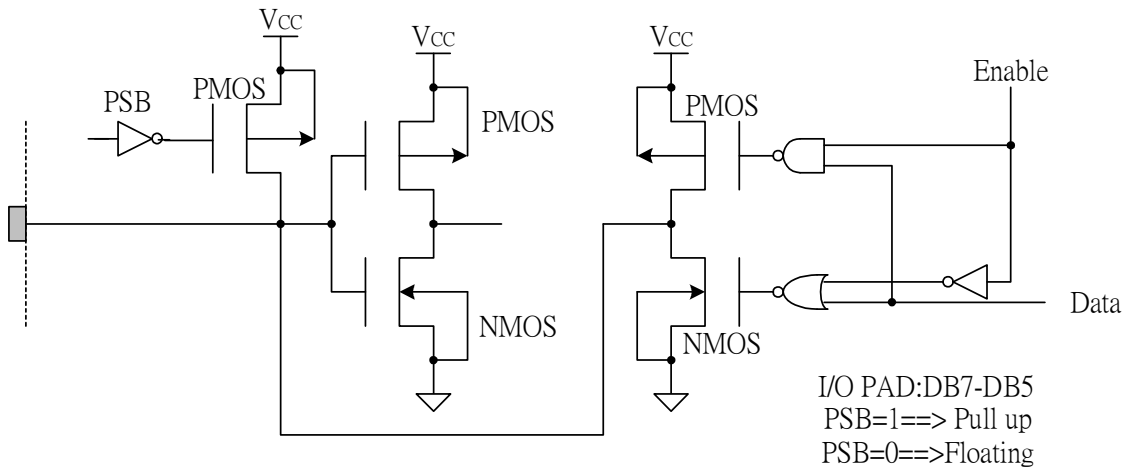 VCC
VCC
VCC
Enable
PSB
PMOS
PMOS
PMOS
NMOS
NMOS
Data
I/O PAD:DB7-DB5
PSB=1==> Pull up
PSB=0==>Floating